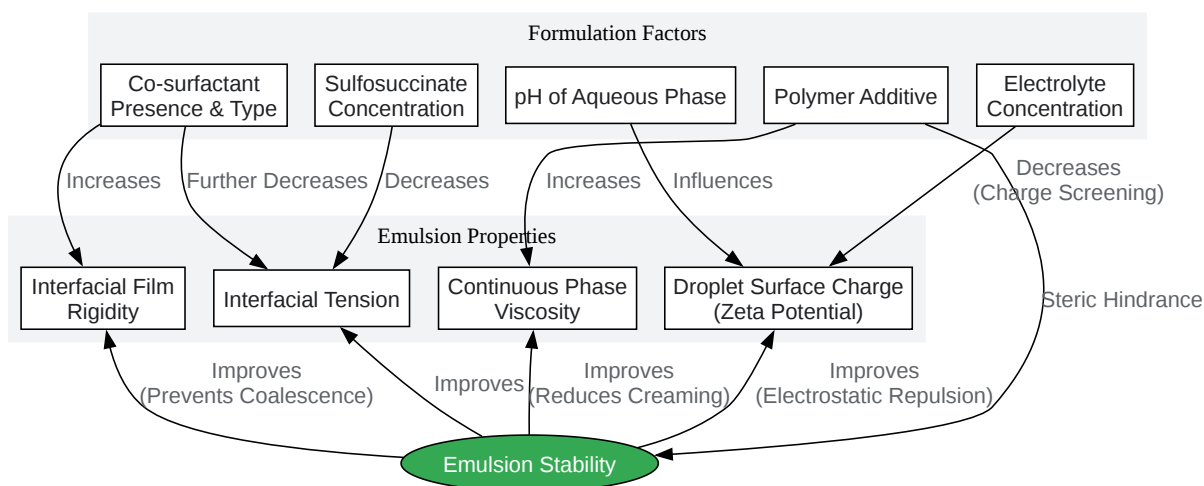 Formulation Factors
Co-surfactant
Presence & Type
Sulfosuccinate
Concentration
pH of Aqueous Phase
Polymer Additive
Electrolyte
Concentration
Increases
Further Decreases
Decreases
Increases
Influences
Decreases
(Charge Screening)
Emulsion Properties
Interfacial Film
Rigidity
Interfacial Tension
Continuous Phase
Viscosity
Droplet Surface Charge
(Zeta Potential)
Steric Hindrance
Improves
(Prevents Coalescence)
Improves
Improves
(Reduces Creaming)
Improves
(Electrostatic Repulsion)
Emulsion Stability